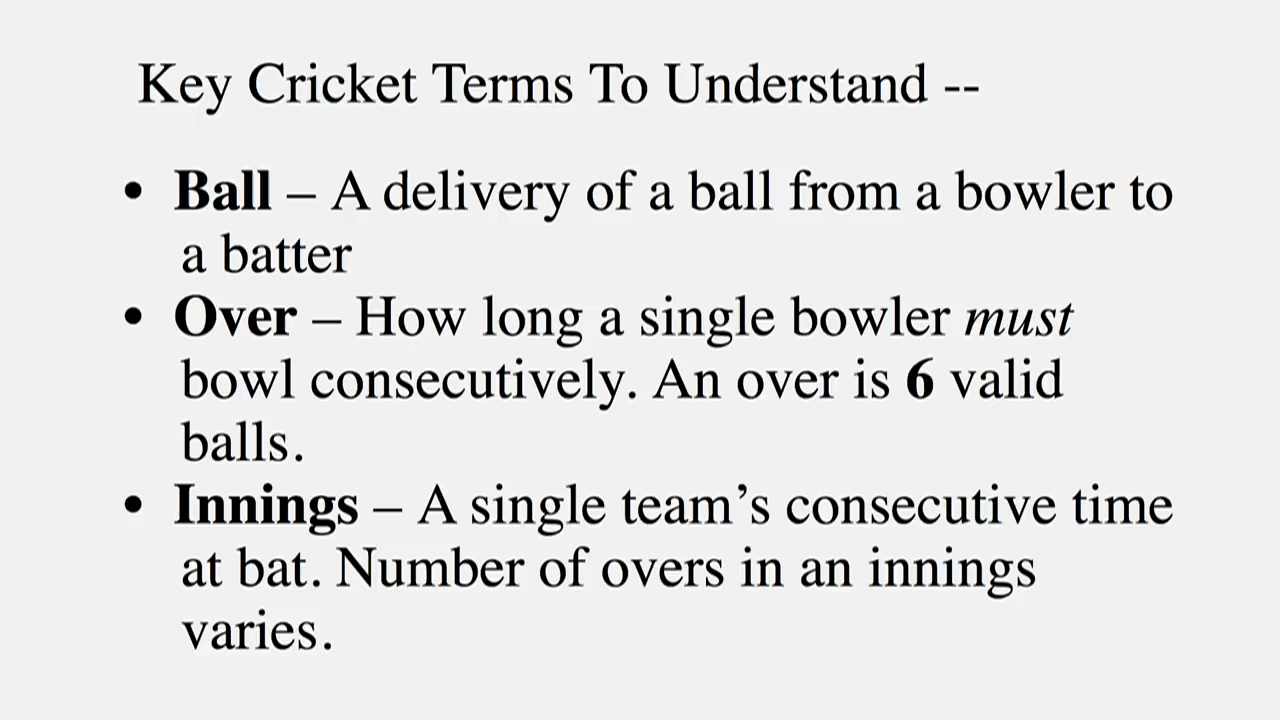 Key Cricket Terms To Understand --
• Ball – A delivery of a ball from a bowler to
a batter
• Over – How long a single bowler must
bowl consecutively. An over is 6 valid
balls.
• Innings – A single team’s consecutive time
at bat. Number of overs in an innings
varies.